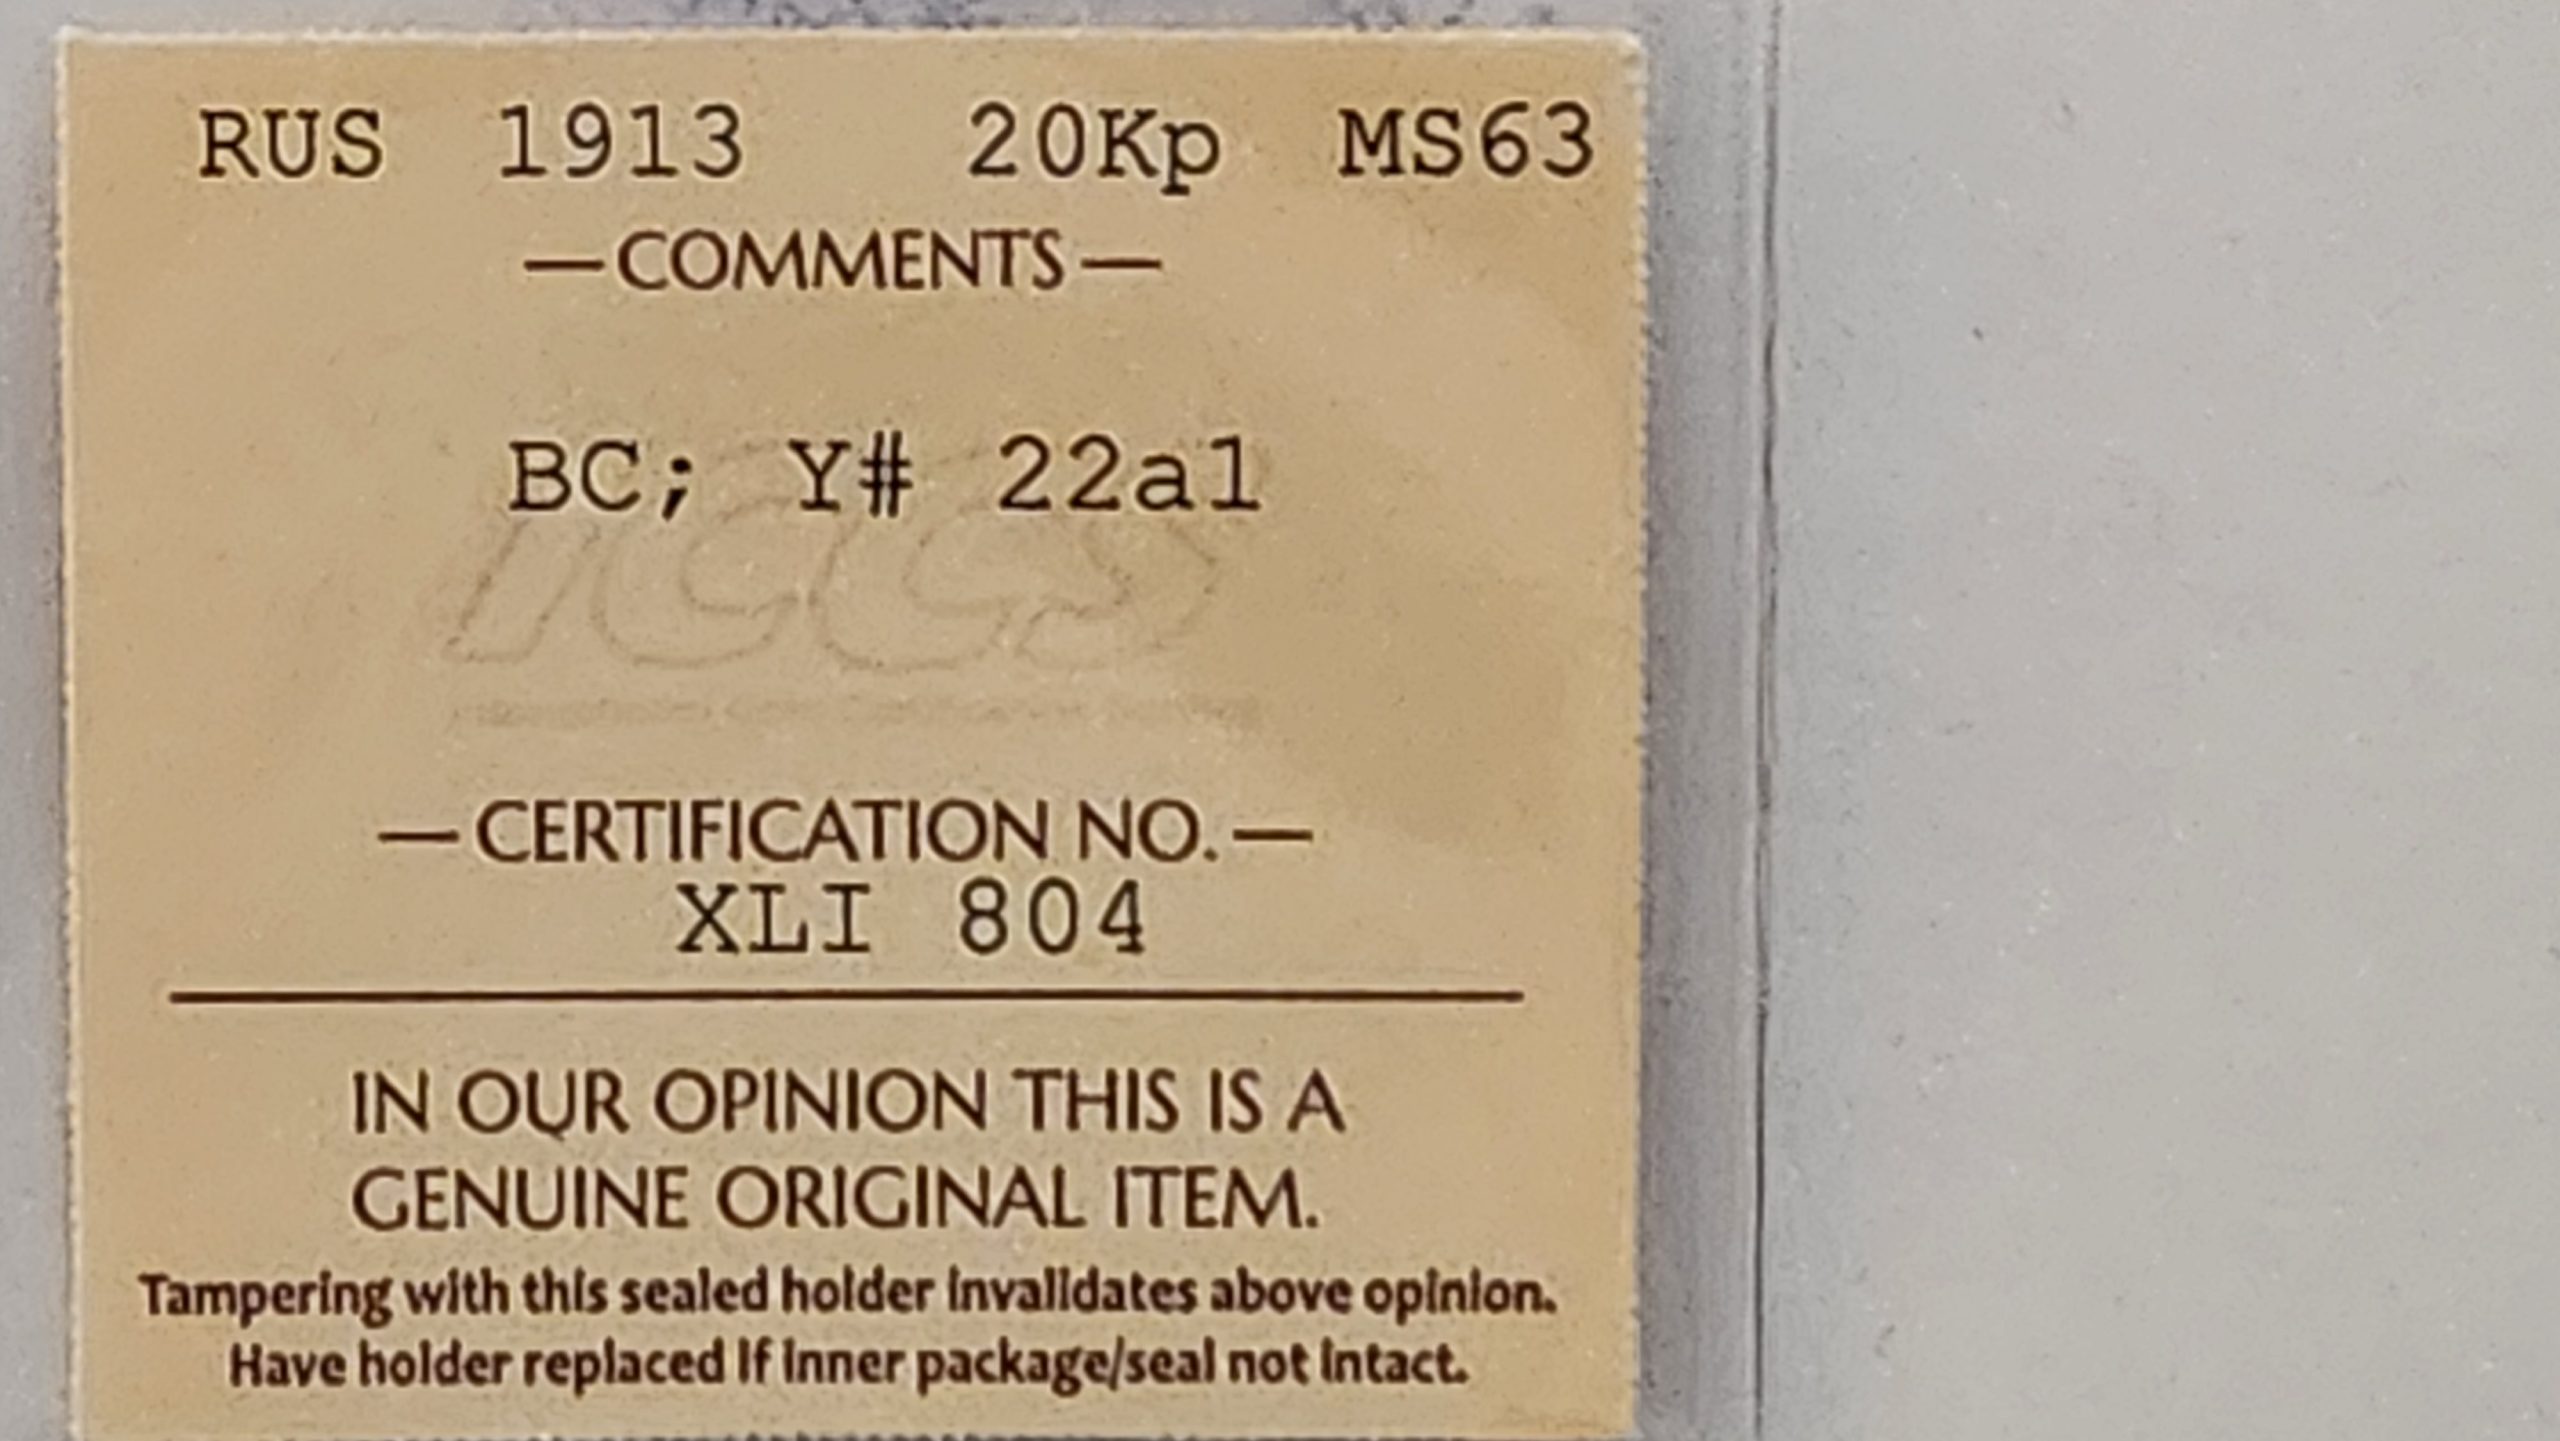 RUS 1913 20Kp MS63
—COMMENTS—
BC; Y# 22a1
ICCS
—CERTIFICATION NO.—
XLI 804
IN OUR OPINION THIS IS A
GENUINE ORIGINAL ITEM.
Tampering with this sealed holder invalidates above opinion.
Have holder replaced if inner package/seal not intact.